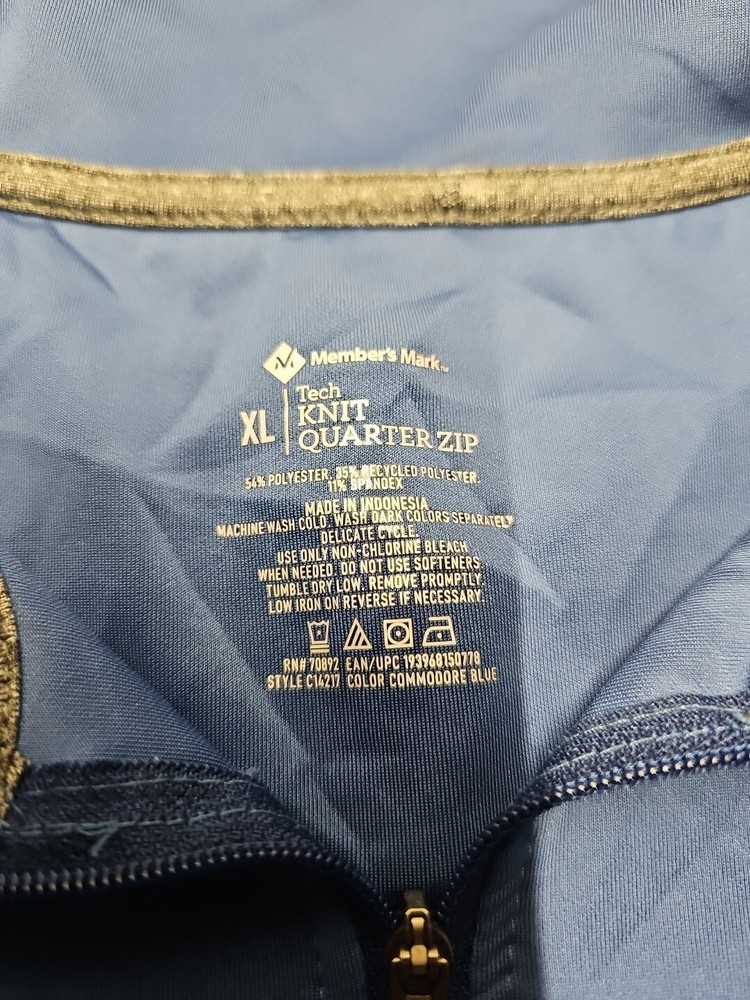 Member's Mark™
XL
Tech
KNIT
QUARTER ZIP
54% POLYESTER, 35% RECYCLED POLYESTER,
11% SPANDEX
MADE IN INDONESIA
MACHINE WASH COLD. WASH DARK COLORS SEPARATELY
DELICATE CYCLE.
USE ONLY NON-CHLORINE BLEACH
WHEN NEEDED. DO NOT USE SOFTENERS.
TUMBLE DRY LOW. REMOVE PROMPTLY.
LOW IRON ON REVERSE IF NECESSARY
RN# 70892 EAN/UPC 193968150778
STYLE C14217 COLOR COMMODORE BLUE